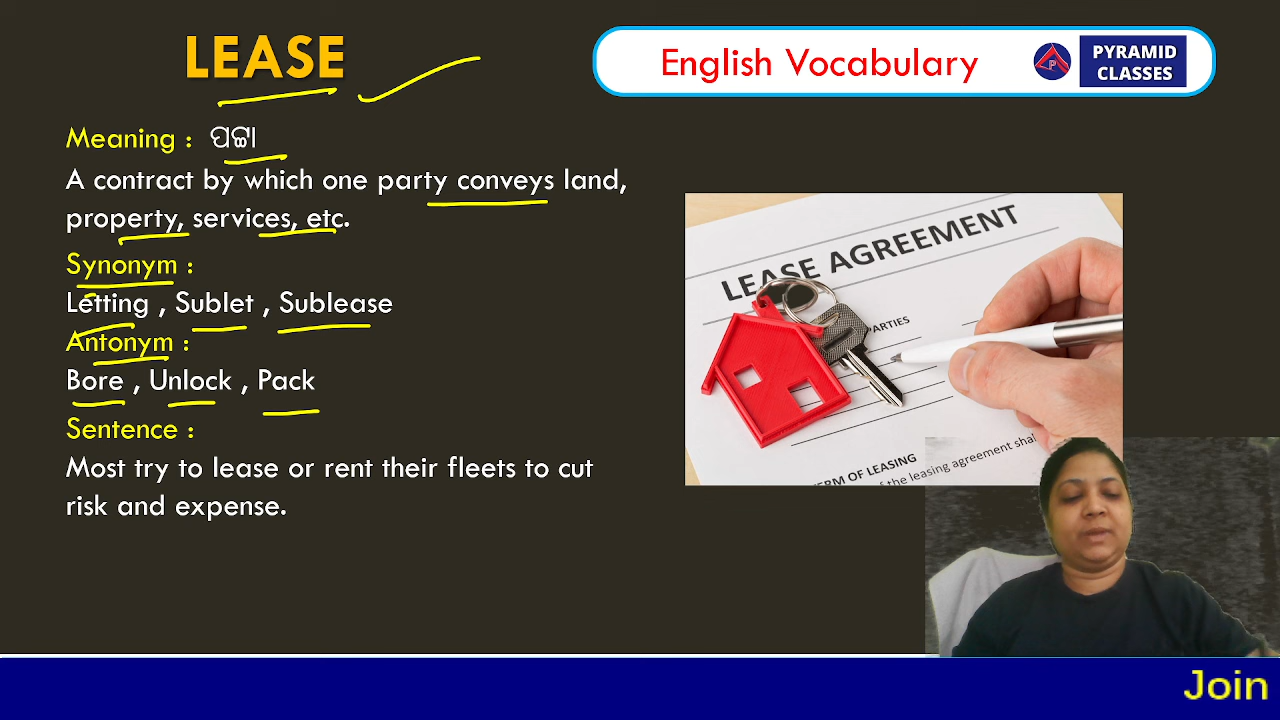 LEASE
English Vocabulary
PYRAMID
CLASSES
Meaning : ପଟ୍ଟା
A contract by which one party conveys land,
property, services, etc.
Synonym :
Letting , Sublet , Sublease
Antonym :
Bore , Unlock , Pack
Sentence :
Most try to lease or rent their fleets to cut
risk and expense.
LEASE AGREEMENT
PARTIES
TERM OF LEASING
of the leasing agreement shal
Join